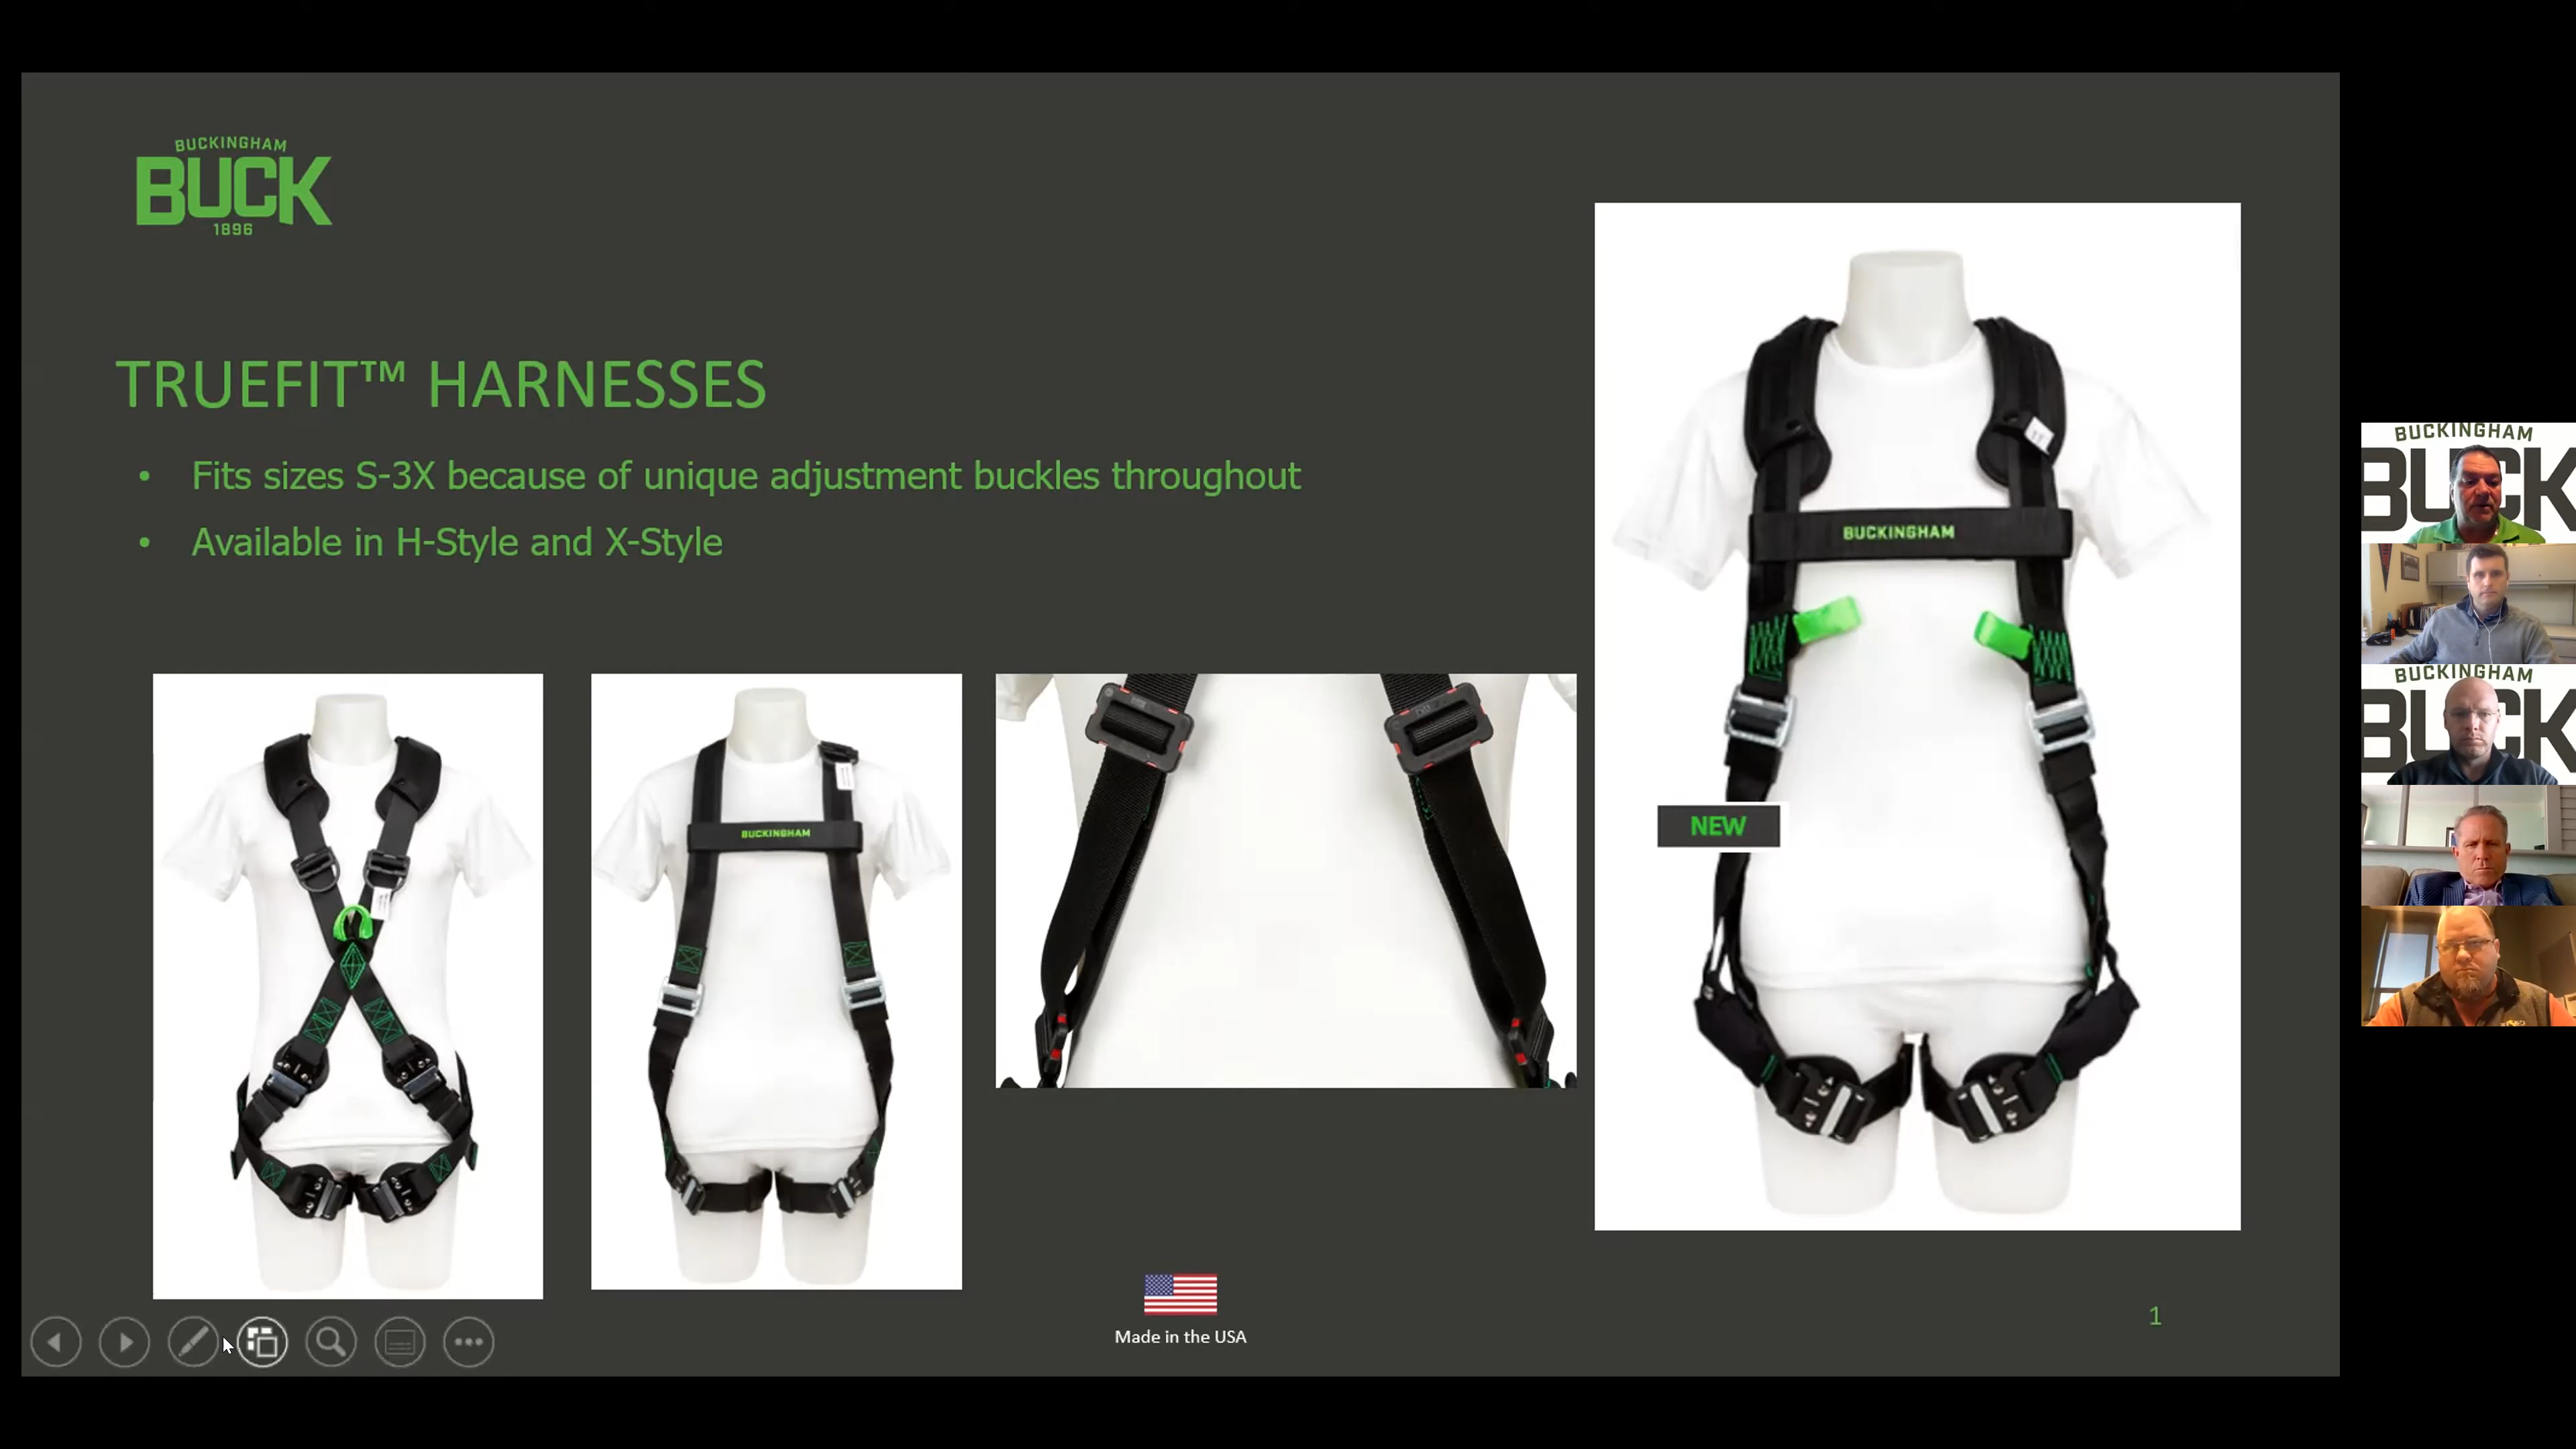 BUCKINGHAM
BUCK
1896
TRUEFIT™ HARNESSES
• Fits sizes S-3X because of unique adjustment buckles throughout
• Available in H-Style and X-Style
BUCKINGHAM
BUCKINGHAM
NEW
Made in the USA
1
BUCKINGHAM
BUCK
BUCKINGHAM
BUCK